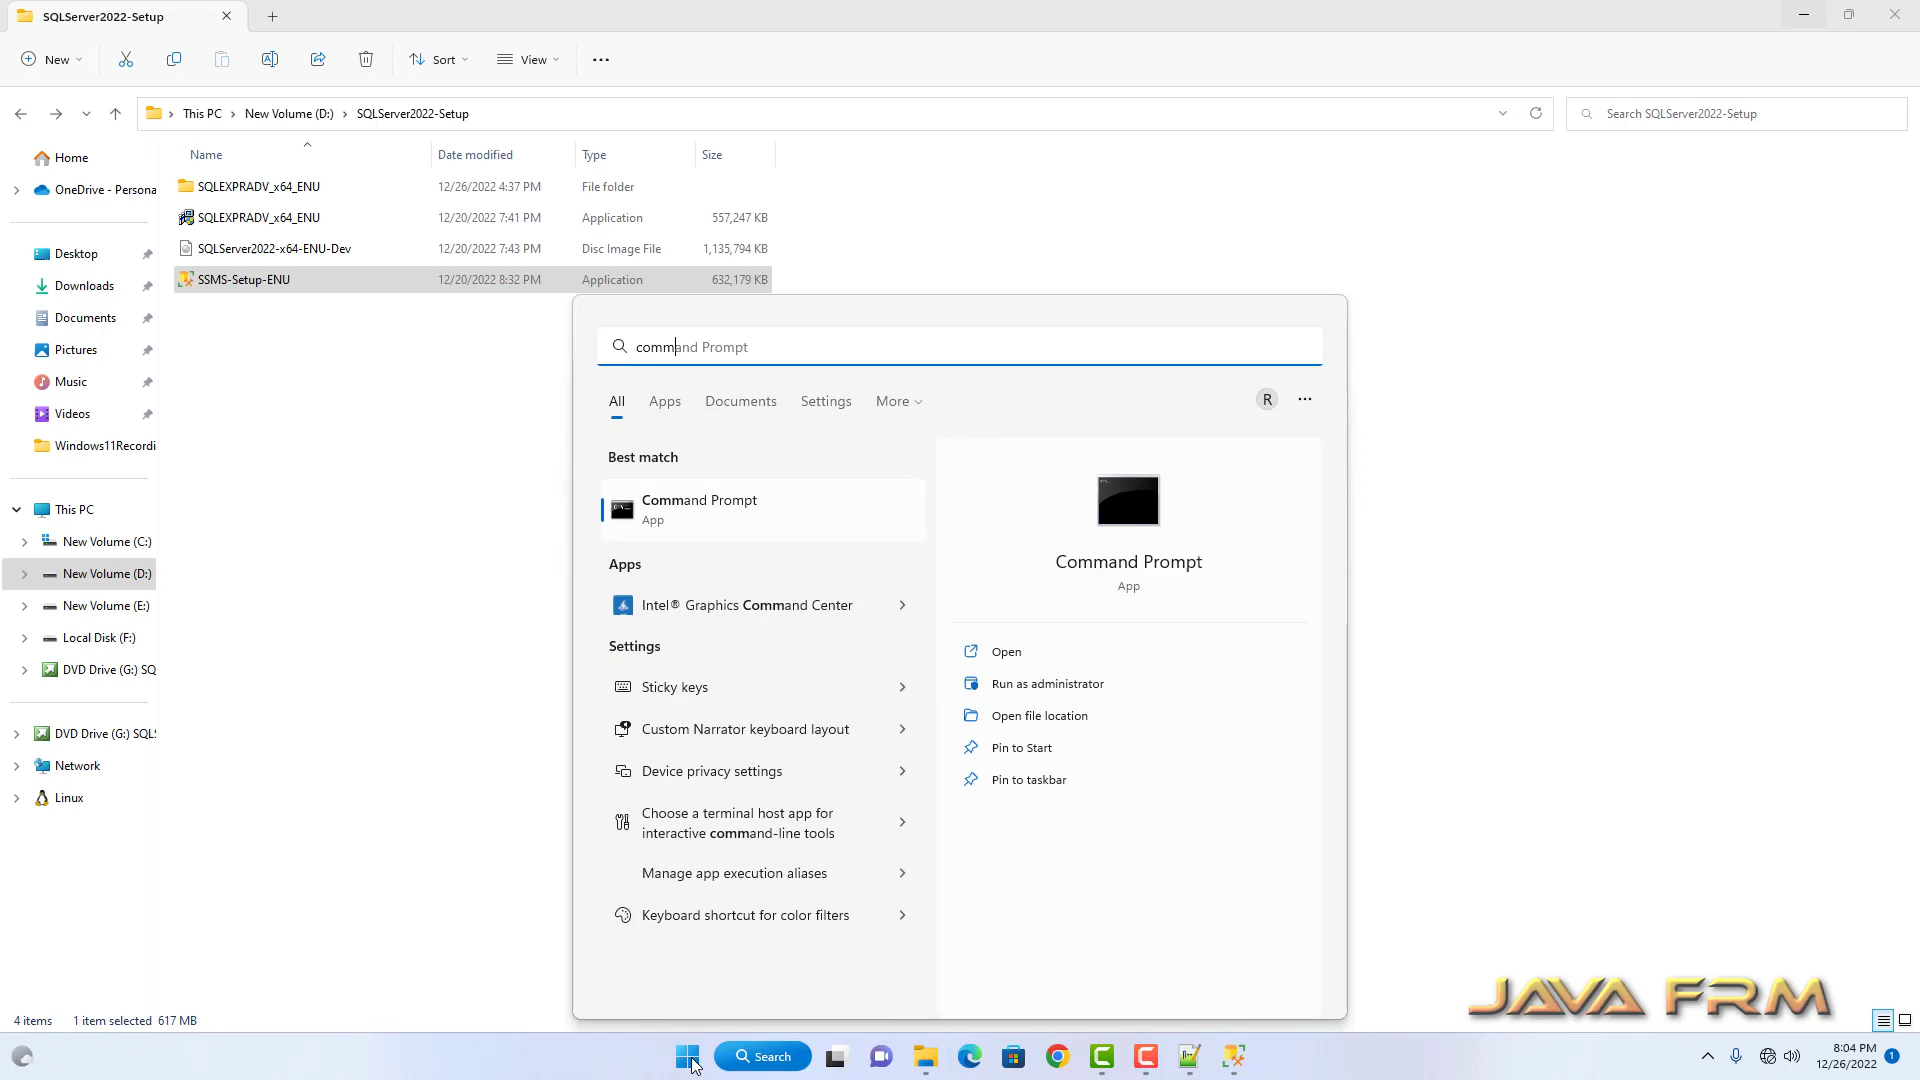 SQLServer2022-Setup
New
Sort
View
This PC
New Volume (D:)
SQLServer2022-Setup
Search SQLServer2022-Setup
Name
Date modified
Type
Size
SQLEXPRADV_x64_ENU
12/26/2022 4:37 PM
File folder
SQLEXPRADV_x64_ENU
12/20/2022 7:41 PM
Application
557,247 KB
SQLServer2022-x64-ENU-Dev
12/20/2022 7:43 PM
Disc Image File
1,135,794 KB
SSMS-Setup-ENU
12/20/2022 8:32 PM
Application
632,179 KB
Home
OneDrive - Persona
Desktop
Downloads
Documents
Pictures
Music
Videos
Windows11Recordi
This PC
New Volume (C:)
New Volume (D:)
New Volume (E:)
Local Disk (F:)
DVD Drive (G:) SQ
DVD Drive (G:) SQLS
Network
Linux
command Prompt
All
Apps
Documents
Settings
More
R
Best match
Command Prompt
App
Apps
Intel® Graphics Command Center
Settings
Sticky keys
Custom Narrator keyboard layout
Device privacy settings
Choose a terminal host app for
interactive command-line tools
Manage app execution aliases
Keyboard shortcut for color filters
Command Prompt
App
Open
Run as administrator
Open file location
Pin to Start
Pin to taskbar
JAVA FRM
4 items
1 item selected 617 MB
Search
8:04 PM
12/26/2022
1